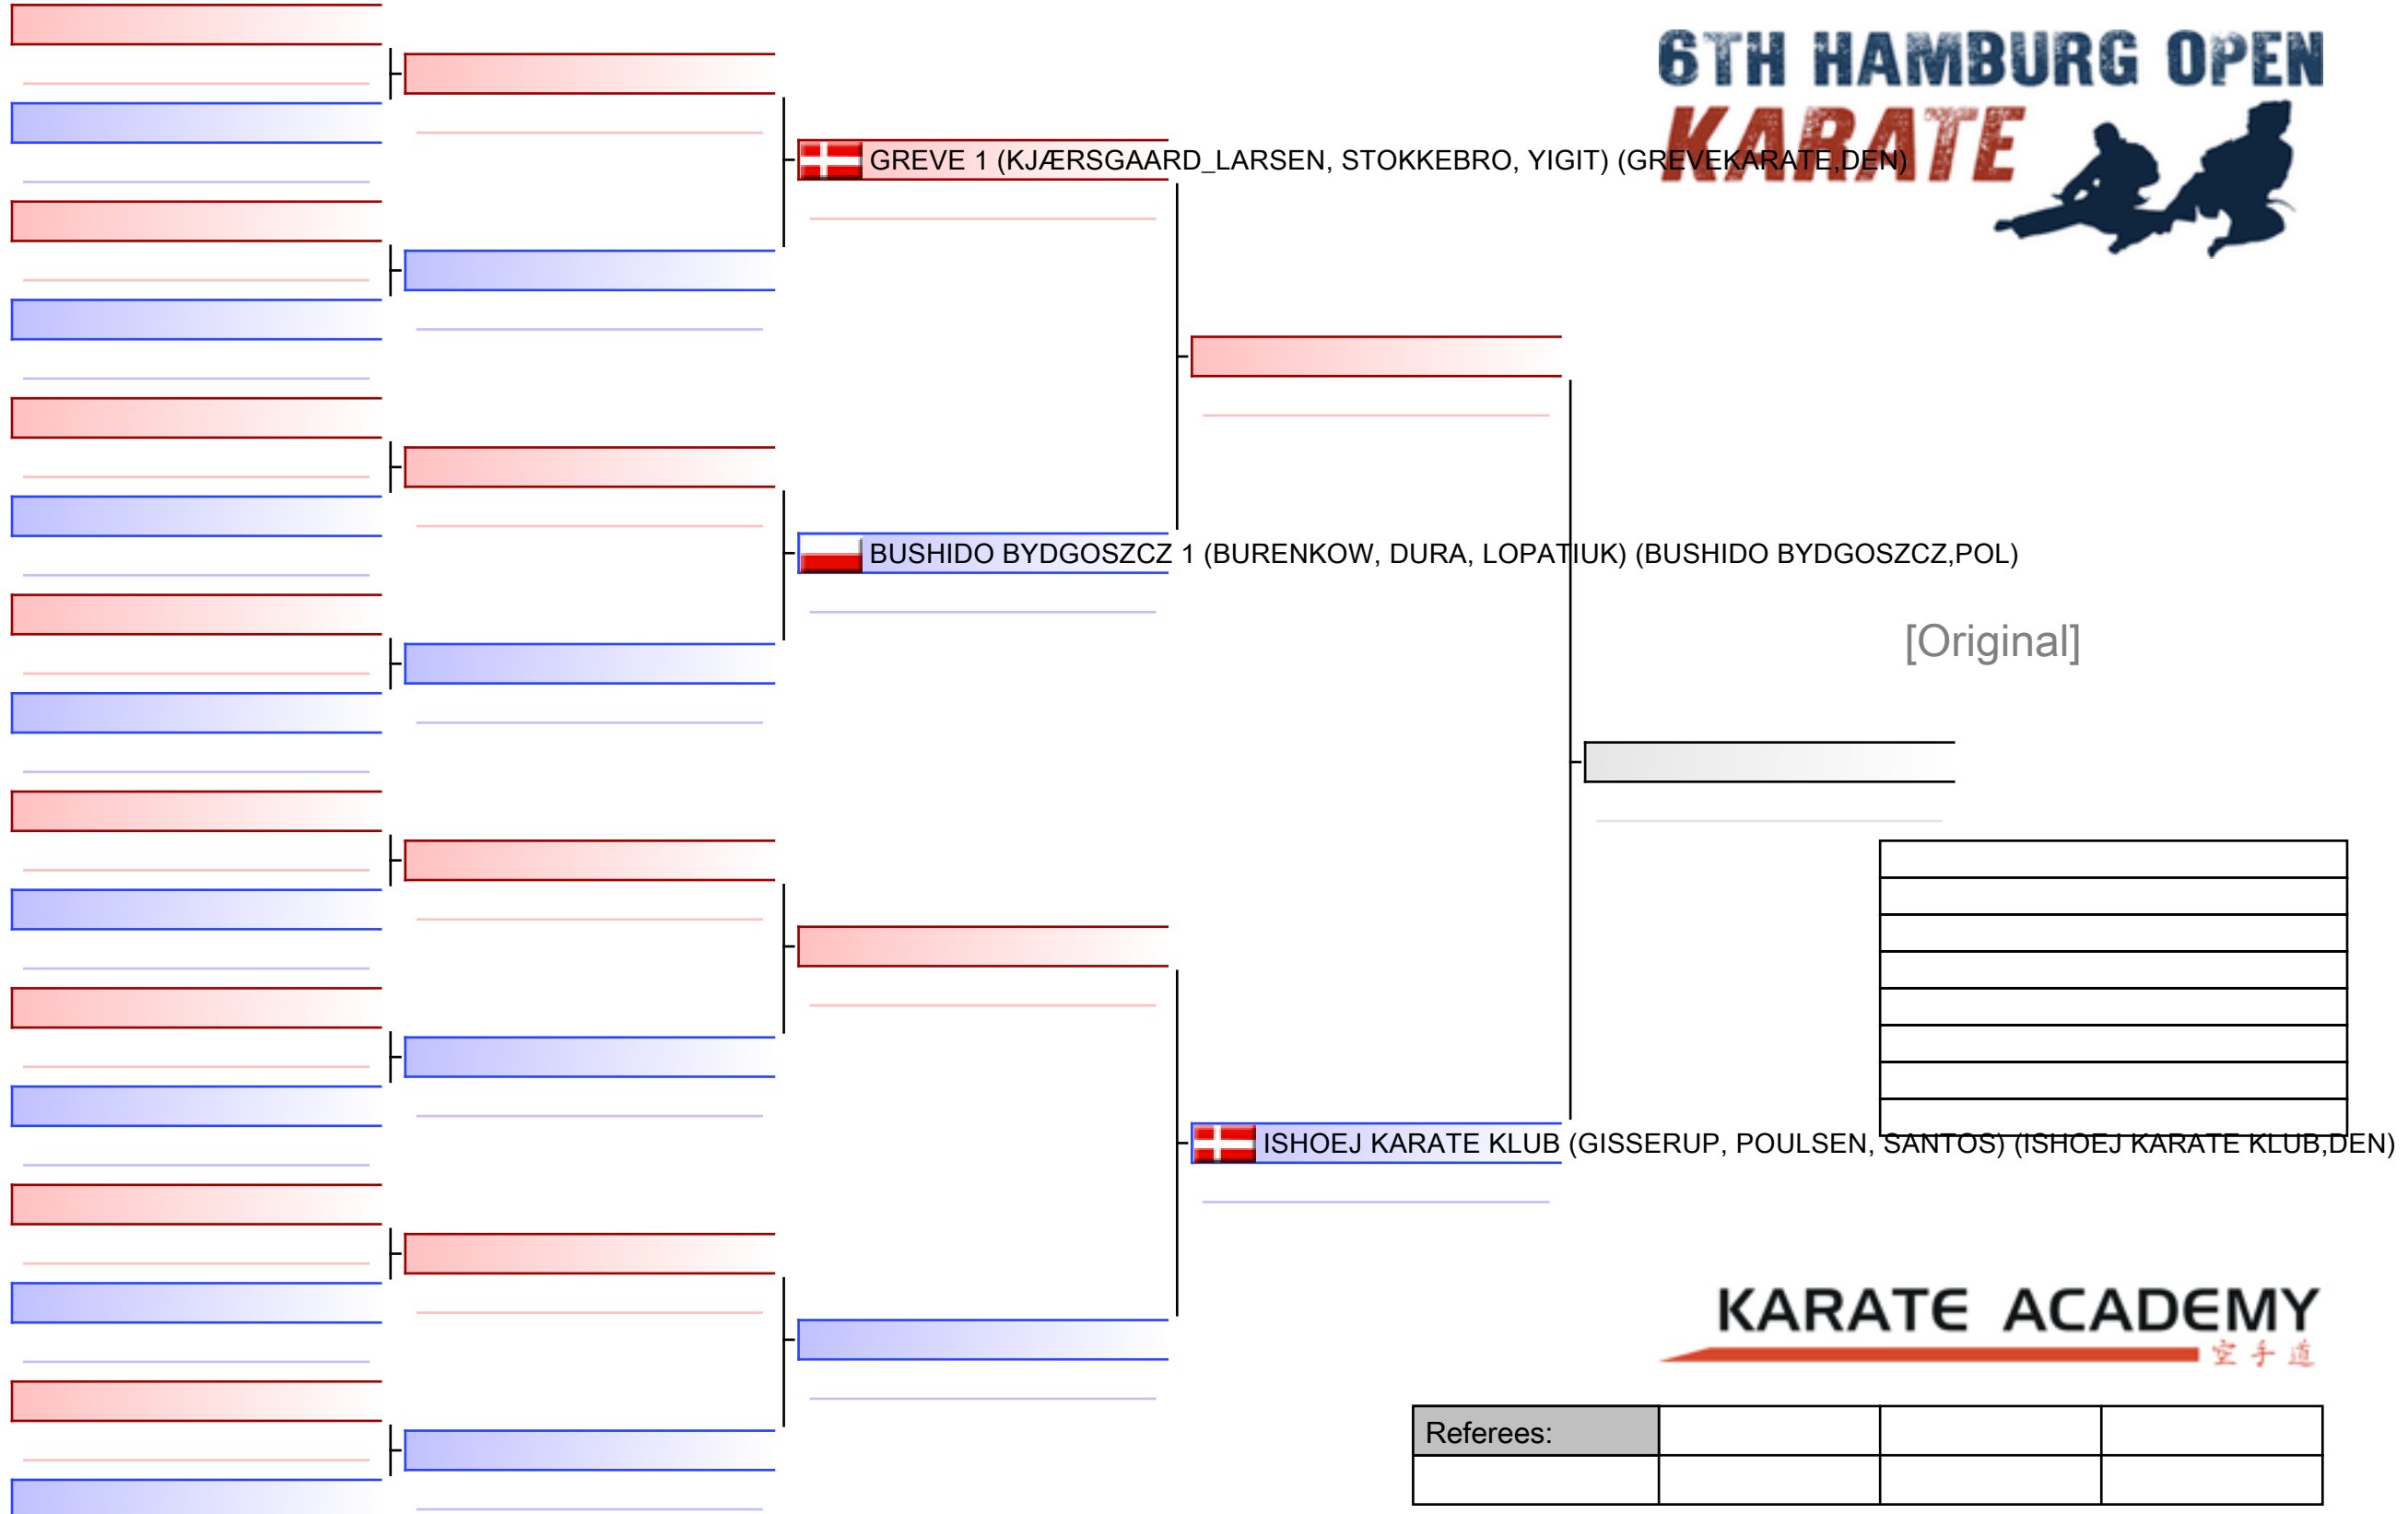 6TH HAMBURG OPEN
KARATE
GREVE 1 (KJÆRSGAARD_LARSEN, STOKKEBRO, YIGIT) (GREVEKARATE,DEN)
BUSHIDO BYDGOSZCZ 1 (BURENKOW, DURA, LOPATIUK) (BUSHIDO BYDGOSZCZ,POL)
[Original]
ISHOEJ KARATE KLUB (GISSERUP, POULSEN, SANTOS) (ISHOEJ KARATE KLUB,DEN)
KARATE ACADEMY
空手道
Referees: